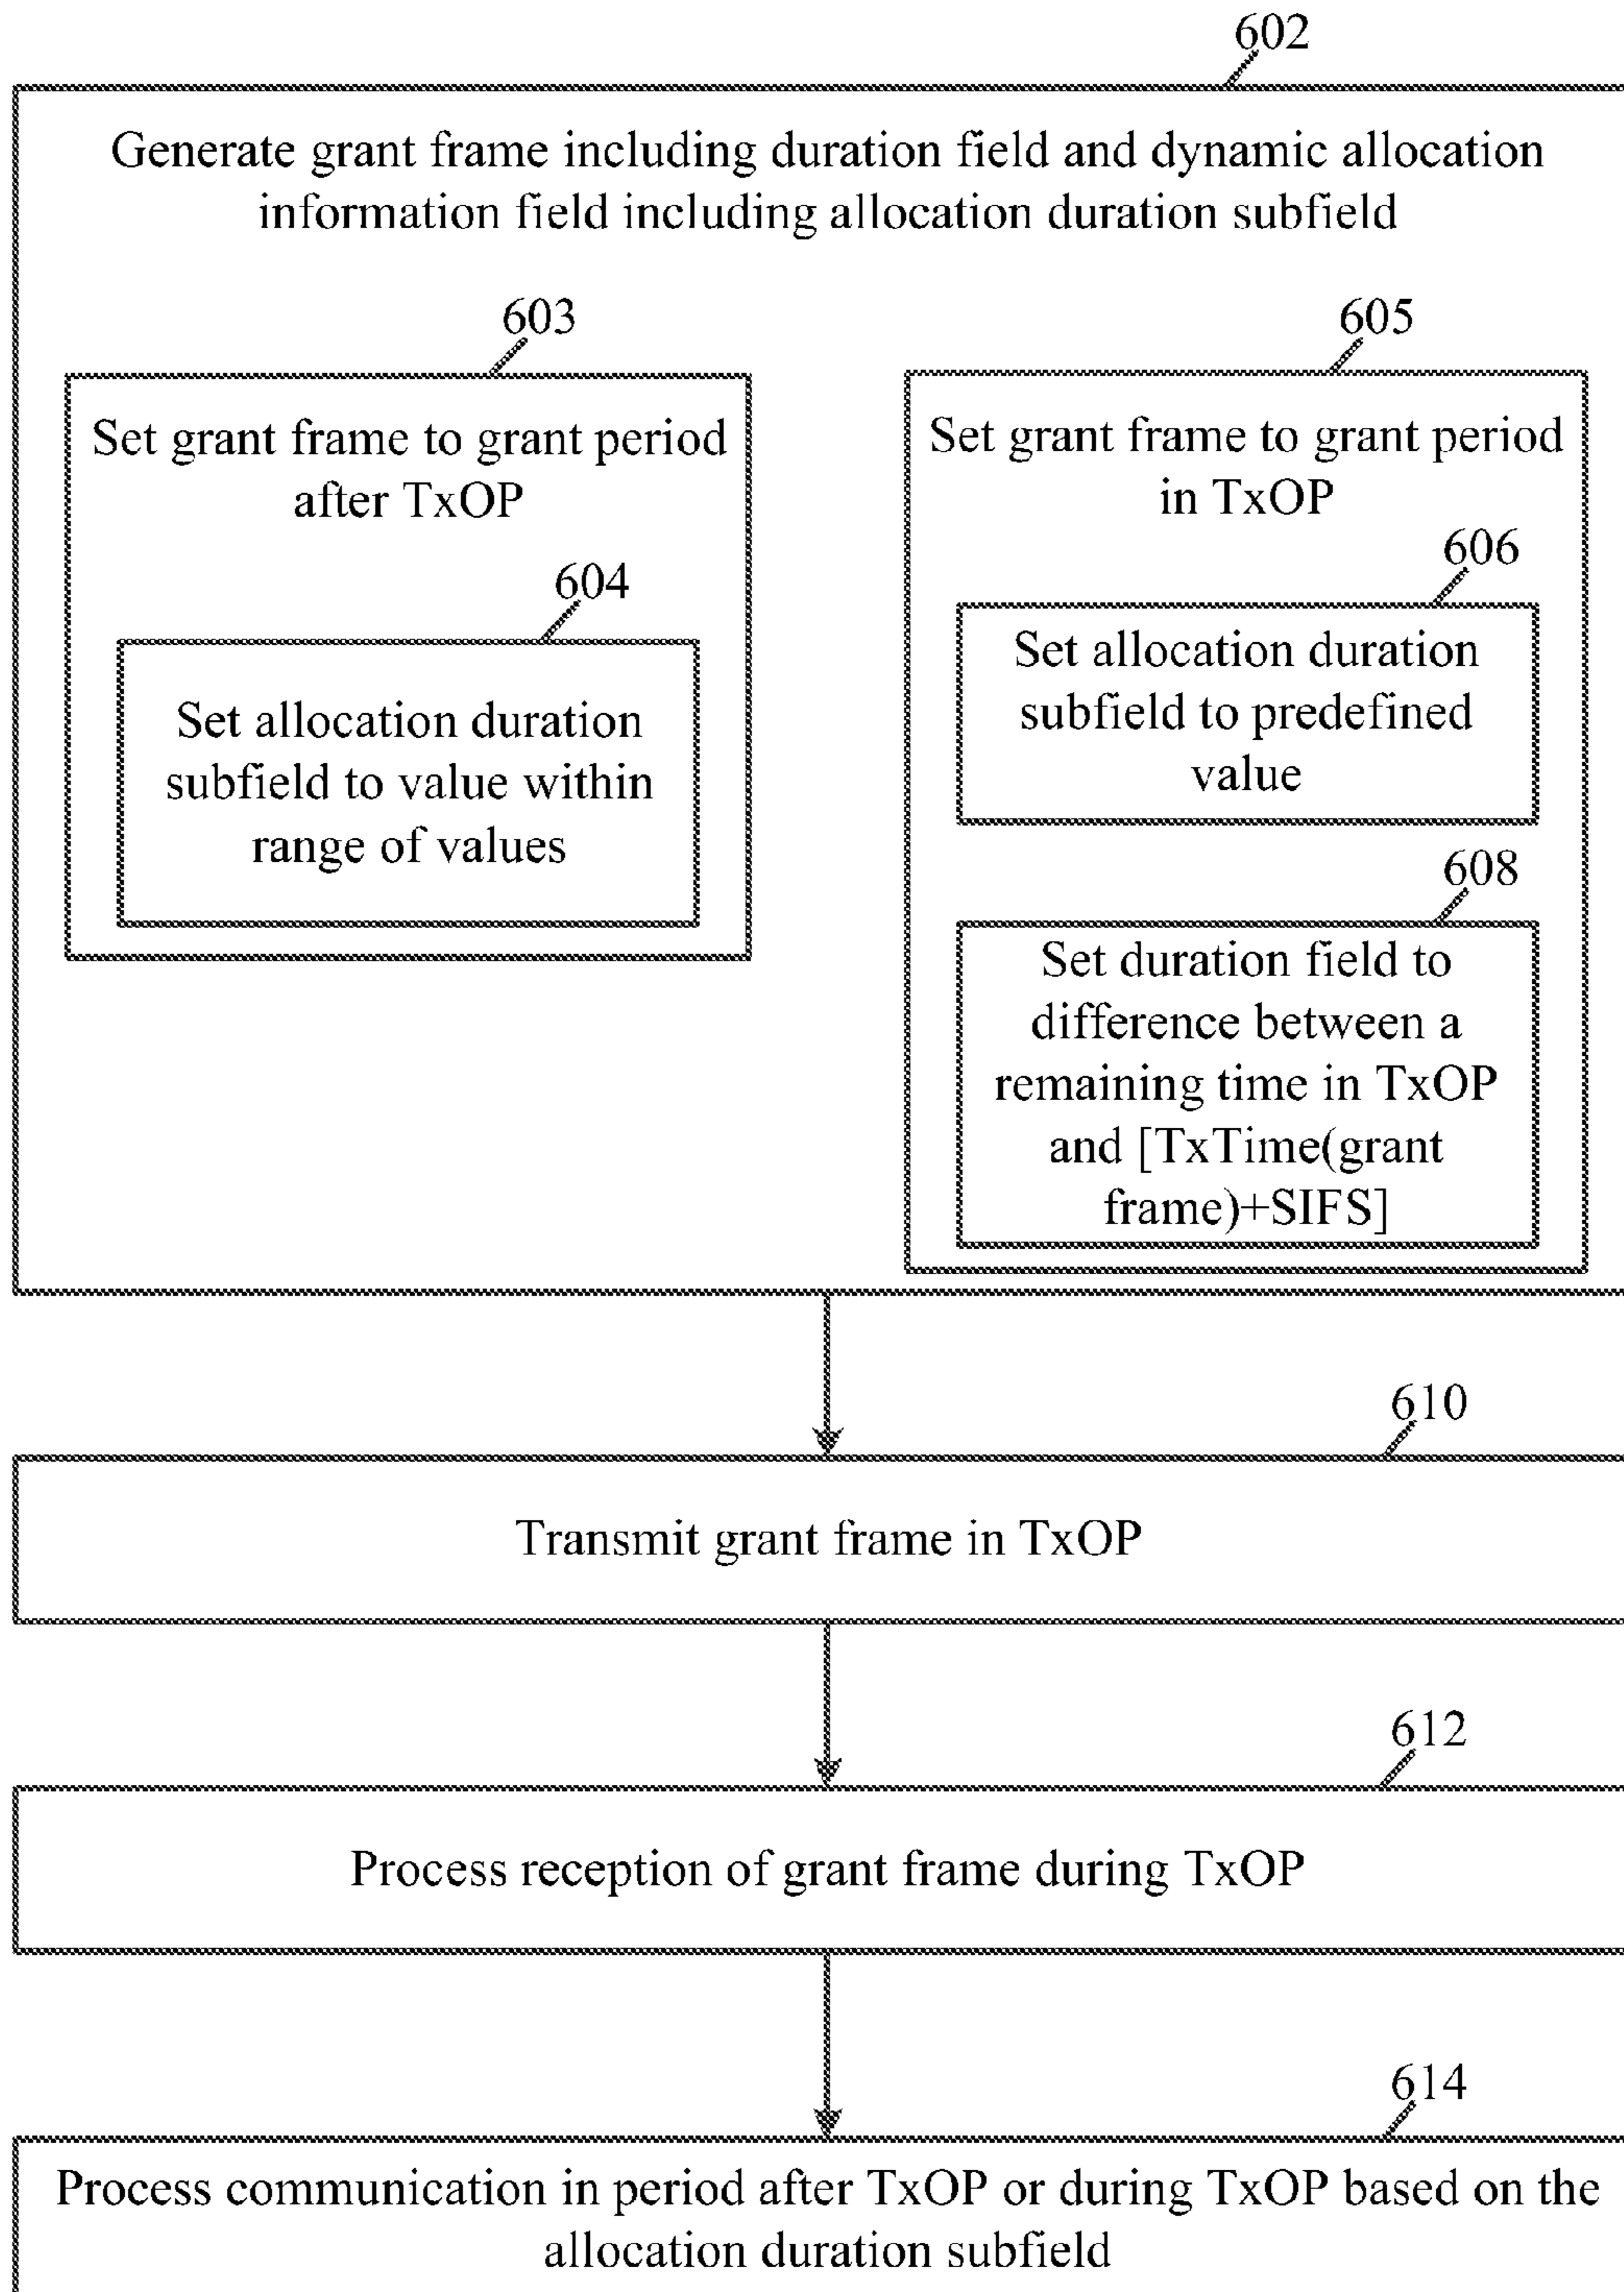 602
Generate grant frame including duration field and dynamic allocation
information field including allocation duration subfield
603
Set grant frame to grant period
after TxOP
604
Set allocation duration
subfield to value within
range of values
605
Set grant frame to grant period
in TxOP
606
Set allocation duration
subfield to predefined
value
608
Set duration field to
difference between a
remaining time in TxOP
and [TxTime(grant
frame)+SIFS]
610
Transmit grant frame in TxOP
612
Process reception of grant frame during TxOP
614
Process communication in period after TxOP or during TxOP based on the
allocation duration subfield